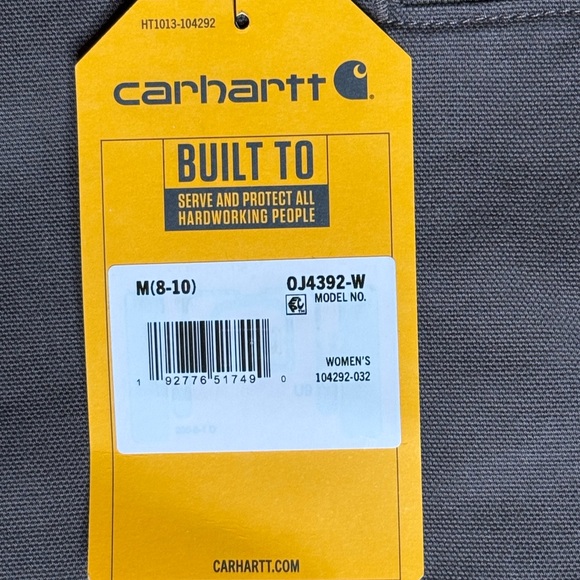 HT1013-104292
carhartt
BUILT TO
SERVE AND PROTECT ALL
HARDWORKING PEOPLE
M(8-10) OJ4392-W
MODEL NO.
WOMEN'S
1 92776 51749 0 104292-032
CARHARTT.COM